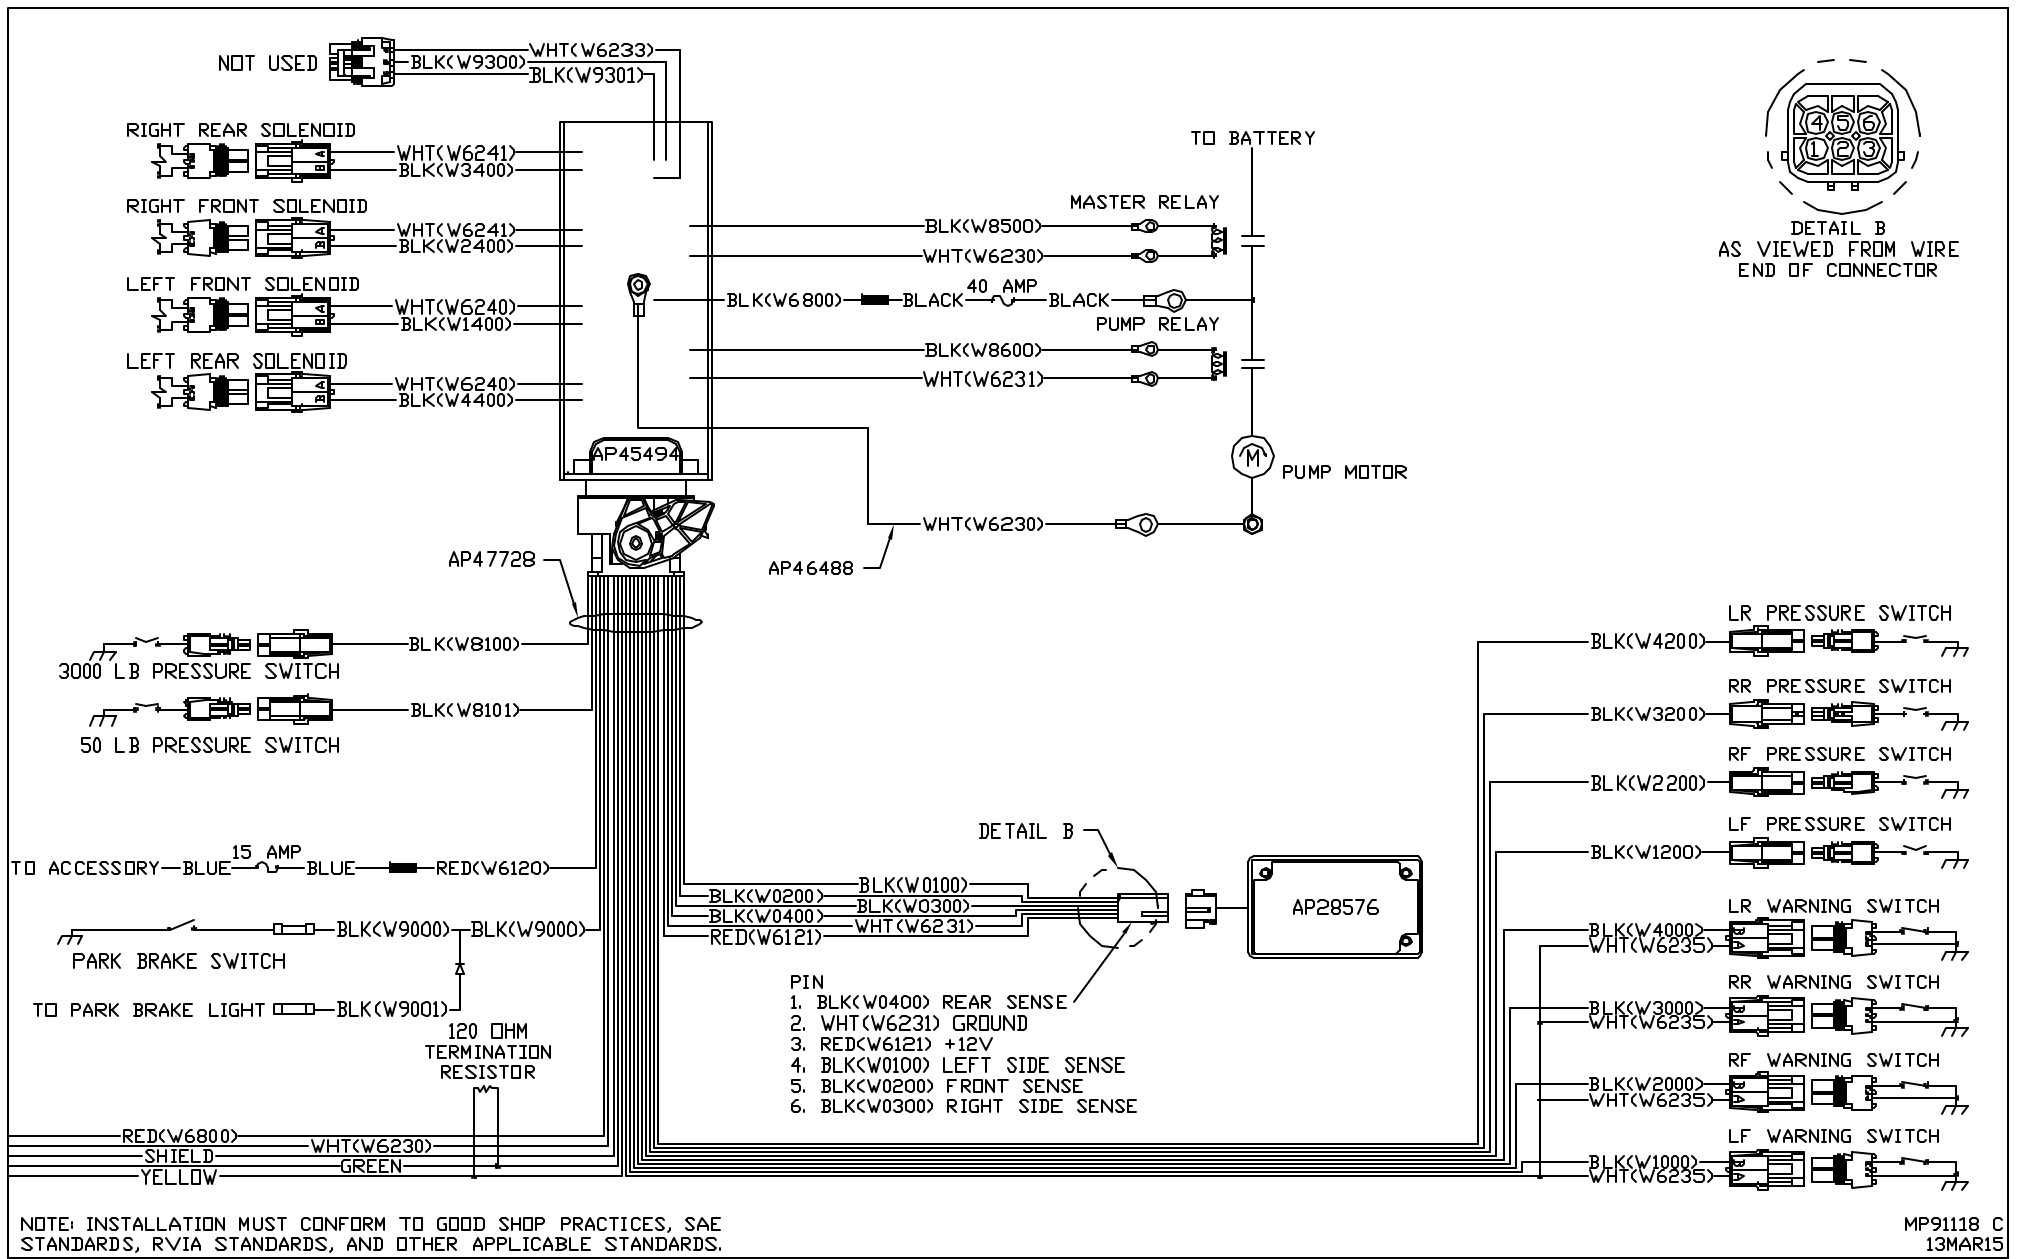 NOT USED
WHT(W6233)
BLK(W9300)
BLK(W9301)
RIGHT REAR SOLENOID
WHT(W6241)
BLK(W3400)
A
B
RIGHT FRONT SOLENOID
WHT(W6241)
BLK(W2400)
A
B
LEFT FRONT SOLENOID
WHT(W6240)
BLK(W1400)
A
B
LEFT REAR SOLENOID
WHT(W6240)
BLK(W4400)
A
B
AP45494
TO BATTERY
MASTER RELAY
BLK(W8500)
WHT(W6230)
40 AMP
BLK(W6800)
BLACK
BLACK
PUMP RELAY
BLK(W8600)
WHT(W6231)
M
PUMP MOTOR
WHT(W6230)
AP46488
4 5 6
1 2 3
DETAIL B
AS VIEWED FROM WIRE
END OF CONNECTOR
AP47728
BLK(W8100)
3000 LB PRESSURE SWITCH
BLK(W8101)
50 LB PRESSURE SWITCH
15 AMP
TO ACCESSORY
BLUE
BLUE
RED(W6120)
BLK(W9000)
BLK(W9000)
PARK BRAKE SWITCH
TO PARK BRAKE LIGHT
BLK(W9001)
120 OHM
TERMINATION
RESISTOR
RED(W6800)
WHT(W6230)
SHIELD
GREEN
YELLOW
DETAIL B
BLK(W0100)
BLK(W0200)
BLK(W0300)
BLK(W0400)
WHT(W6231)
RED(W6121)
AP28576
PIN
1. BLK(W0400) REAR SENSE
2. WHT(W6231) GROUND
3. RED(W6121) +12V
4. BLK(W0100) LEFT SIDE SENSE
5. BLK(W0200) FRONT SENSE
6. BLK(W0300) RIGHT SIDE SENSE
LR PRESSURE SWITCH
BLK(W4200)
RR PRESSURE SWITCH
BLK(W3200)
RF PRESSURE SWITCH
BLK(W2200)
LF PRESSURE SWITCH
BLK(W1200)
LR WARNING SWITCH
BLK(W4000)
WHT(W6235)
B
A
RR WARNING SWITCH
BLK(W3000)
WHT(W6235)
B
A
RF WARNING SWITCH
BLK(W2000)
WHT(W6235)
B
A
LF WARNING SWITCH
BLK(W1000)
WHT(W6235)
B
A
NOTE: INSTALLATION MUST CONFORM TO GOOD SHOP PRACTICES, SAE
STANDARDS, RVIA STANDARDS, AND OTHER APPLICABLE STANDARDS.
MP91118 C
13MAR15